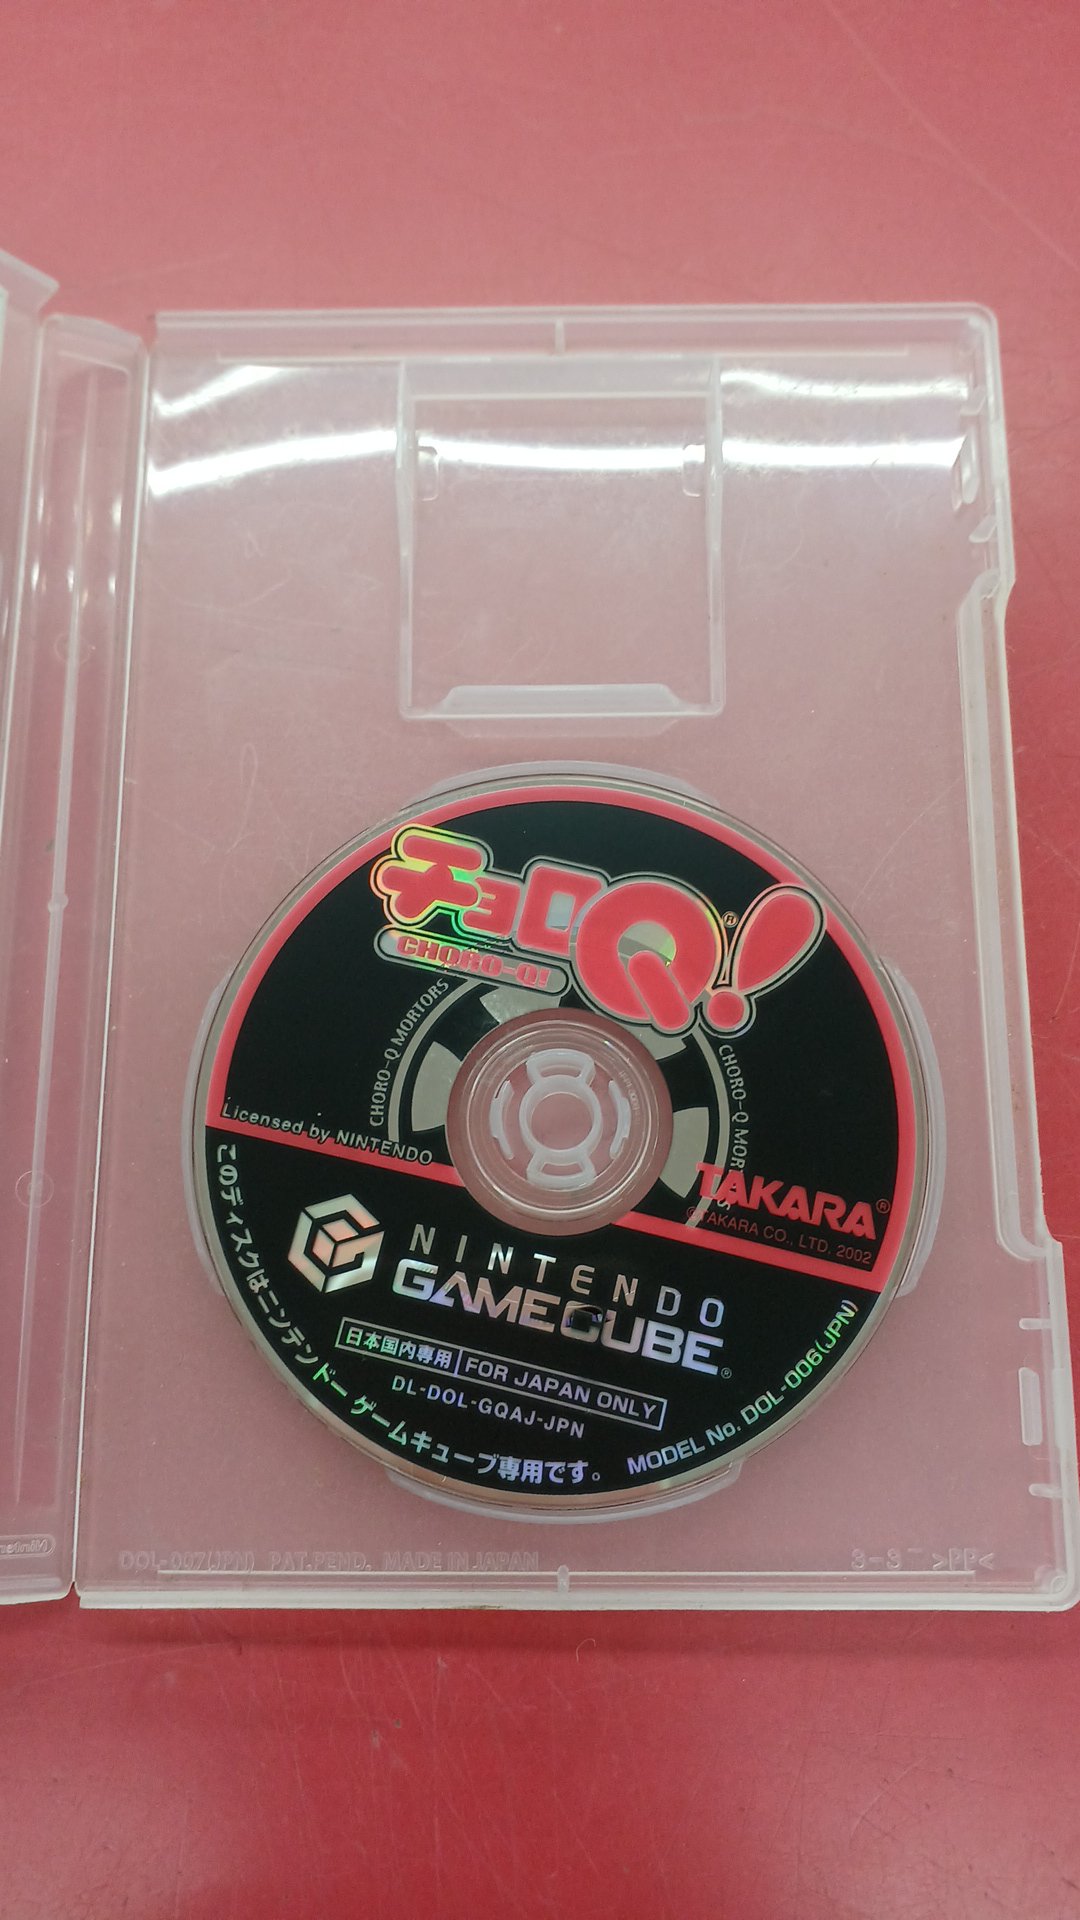 チョロQ!®
CHORO-Q!
CHORO-Q MORTORS
CHORO-Q MOR
Licensed by NINTENDO
TAKARA®
©TAKARA CO., LTD. 2002
NINTENDO
GAMECUBE®
日本国内専用 FOR JAPAN ONLY
DL-DOL-GQAJ-JPN
MODEL No. DOL-006(JPN)
このディスクはニンテンドーゲームキューブ専用です。
DOL-007(JPN) PAT.PEND. MADE IN JAPAN
3-3 >PP<